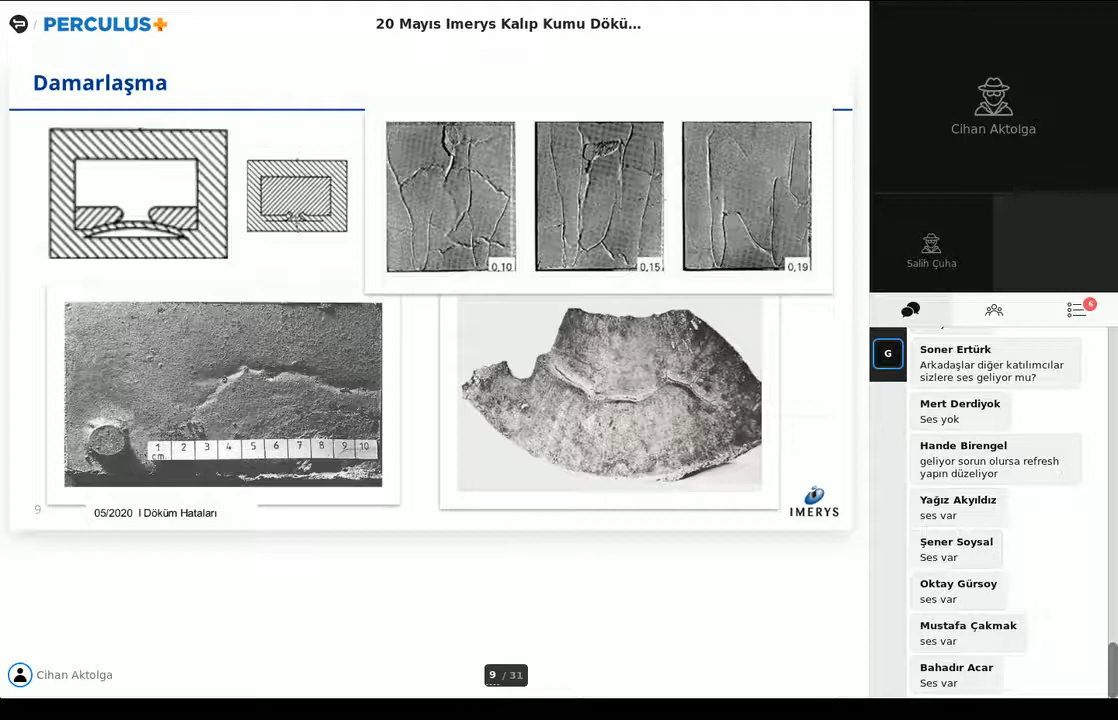 PERCULUS+
20 Mayıs Imerys Kalıp Kumu Dökü...
Damarlaşma
0,10
0,15
0,19
1 2 3 4 5 6 7 8 9 10
cm
9
05/2020 I Döküm Hataları
IMERYS
Cihan Aktolga
9 / 31
Cihan Aktolga
Salih Çuha
6
G
Soner Ertürk
Arkadaşlar diğer katılımcılar
sizlere ses geliyor mu?
Mert Derdiyok
Ses yok
Hande Birengel
geliyor sorun olursa refresh
yapın düzeliyor
Yağız Akyıldız
ses var
Şener Soysal
Ses var
Oktay Gürsoy
ses var
Mustafa Çakmak
ses var
Bahadır Acar
Ses var